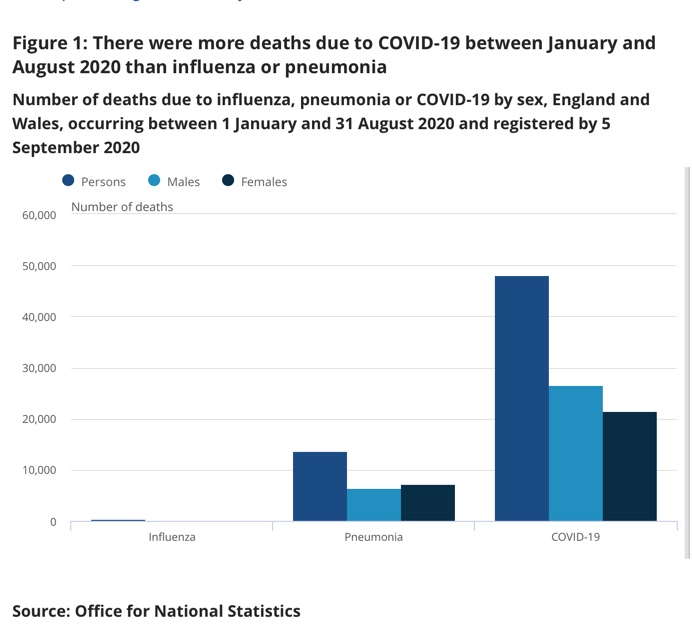 Figure 1: There were more deaths due to COVID-19 between January and
August 2020 than influenza or pneumonia
Number of deaths due to influenza, pneumonia or COVID-19 by sex, England and
Wales, occurring between 1 January and 31 August 2020 and registered by 5
September 2020
Persons Males Females
Number of deaths
60,000
50,000
40,000
30,000
20,000
10,000
0
Influenza Pneumonia COVID-19
Source: Office for National Statistics